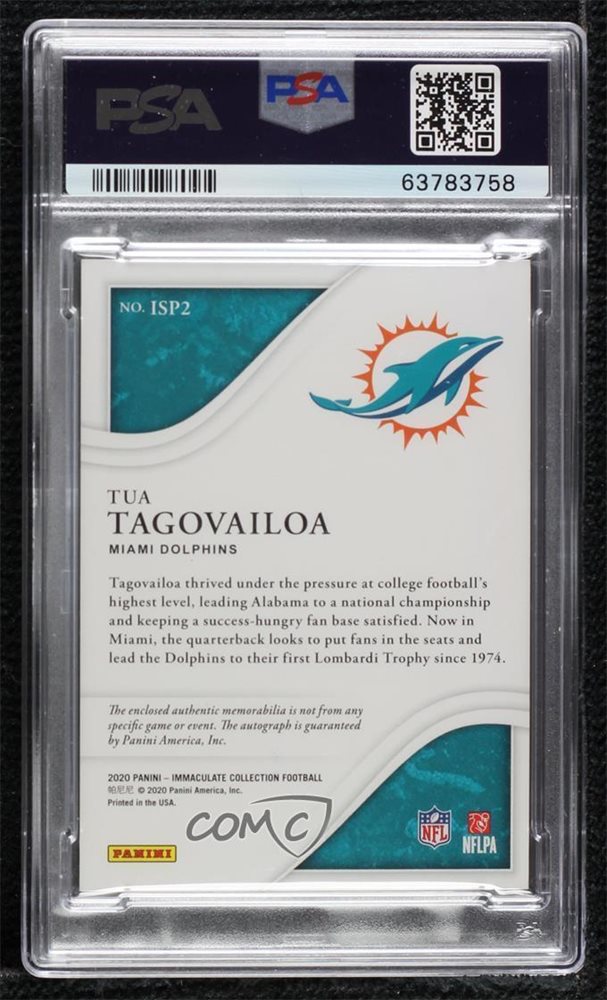 PSA
PSA
63783758
NO. ISP2
TUA
TAGOVAILOA
MIAMI DOLPHINS
Tagovailoa thrived under the pressure at college football's
highest level, leading Alabama to a national championship
and keeping a success-hungry fan base satisfied. Now in
Miami, the quarterback looks to put fans in the seats and
lead the Dolphins to their first Lombardi Trophy since 1974.
The enclosed authentic memorabilia is not from any
specific game or event. The autograph is guaranteed
by Panini America, Inc.
2020 PANINI – IMMACULATE COLLECTION FOOTBALL
帕尼尼 © 2020 Panini America, Inc.
Printed in the USA.
COMC
PANINI
NFL
NFLPA